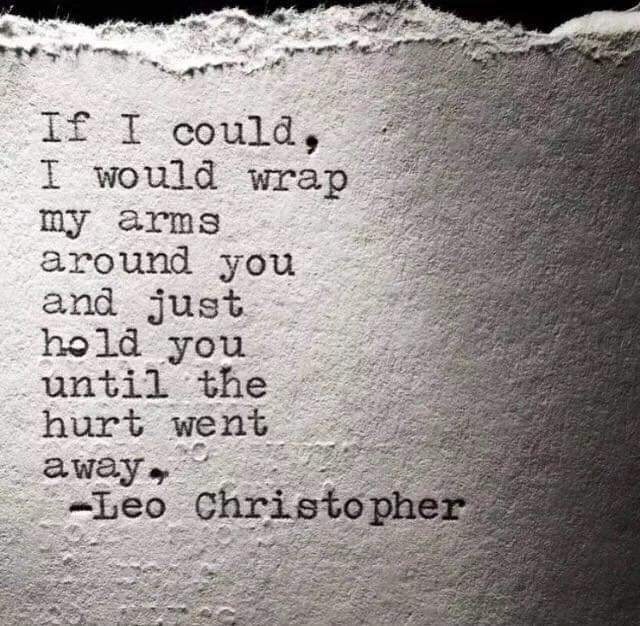 If I could,
I would wrap
my arms
around you
and just
hold you
until the
hurt went
away.
-Leo Christopher